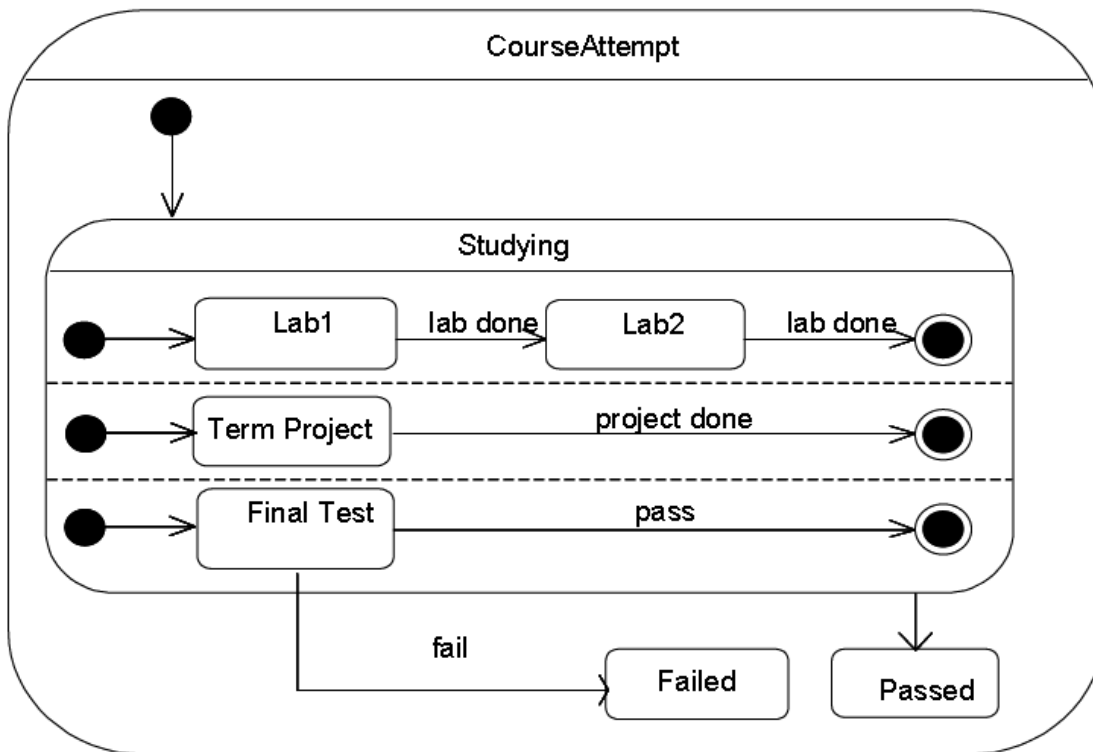 CourseAttempt
Studying
Lab1
lab done
Lab2
lab done
Term Project
project done
Final Test
pass
fail
Failed
Passed